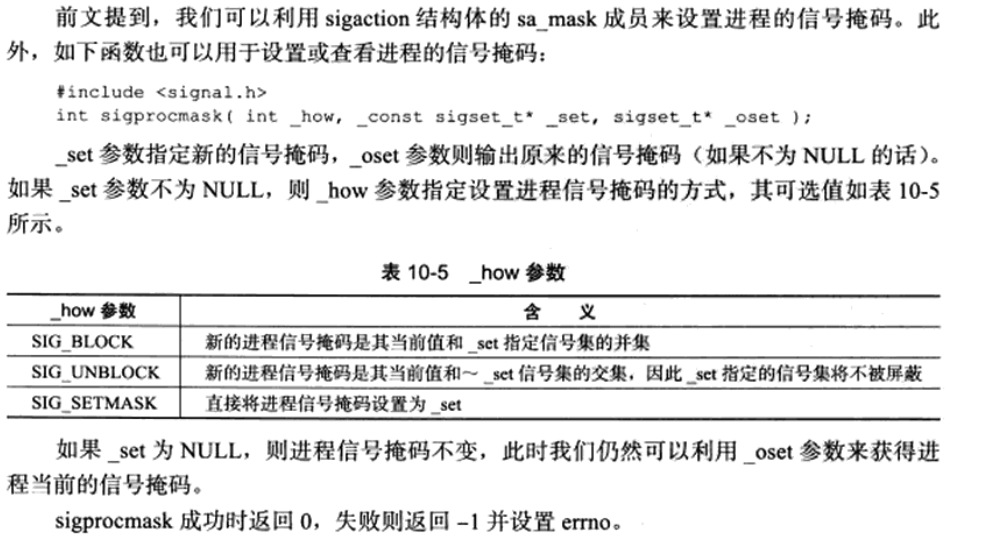 前文提到，我们可以利用 sigaction 结构体的 sa_mask 成员来设置进程的信号掩码。此
外，如下函数也可以用于设置或查看进程的信号掩码：
#include <signal.h>
int sigprocmask( int _how, _const sigset_t* _set, sigset_t* _oset );
_set 参数指定新的信号掩码，_oset 参数则输出原来的信号掩码（如果不为 NULL 的话）。
如果 _set 参数不为 NULL，则 _how 参数指定设置进程信号掩码的方式，其可选值如表 10-5
所示。
表 10-5 _how 参数
_how 参数 含 义
SIG_BLOCK 新的进程信号掩码是其当前值和 _set 指定信号集的并集
SIG_UNBLOCK 新的进程信号掩码是其当前值和～ _set 信号集的交集，因此 _set 指定的信号集将不被屏蔽
SIG_SETMASK 直接将进程信号掩码设置为 _set
如果 _set 为 NULL，则进程信号掩码不变，此时我们仍然可以利用 _oset 参数来获得进
程当前的信号掩码。
sigprocmask 成功时返回 0，失败则返回 –1 并设置 errno。